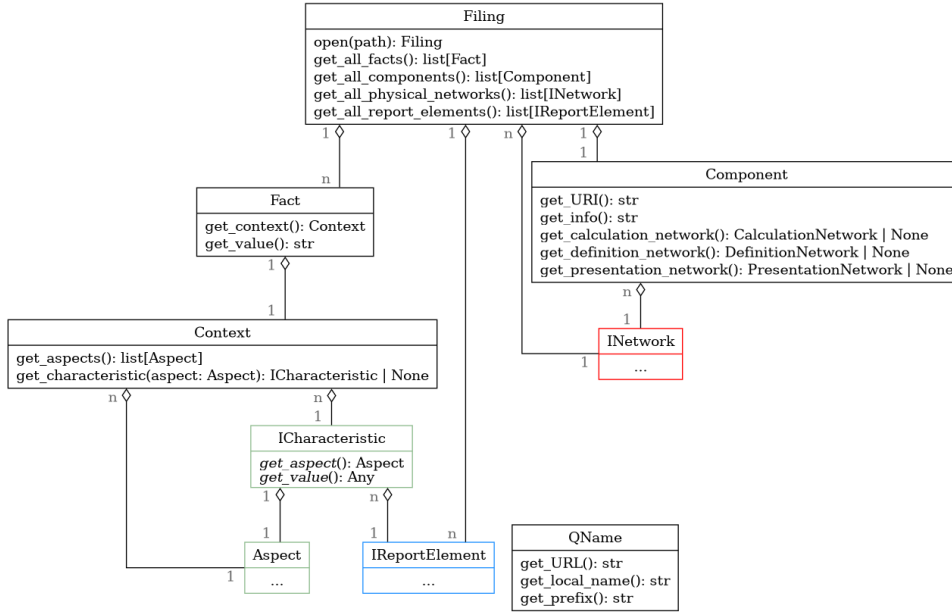 Filing
open(path): Filing
get_all_facts(): list[Fact]
get_all_components(): list[Component]
get_all_physical_networks(): list[INetwork]
get_all_report_elements(): list[IReportElement]
1
1
n
1
n
1
Fact
get_context(): Context
get_value(): str
Component
get_URI(): str
get_info(): str
get_calculation_network(): CalculationNetwork | None
get_definition_network(): DefinitionNetwork | None
get_presentation_network(): PresentationNetwork | None
1
1
n
1
Context
get_aspects(): list[Aspect]
get_characteristic(aspect: Aspect): ICharacteristic | None
INetwork
...
1
n
n
1
ICharacteristic
get_aspect(): Aspect
get_value(): Any
1
n
1
1
n
Aspect
...
1
IReportElement
...
QName
get_URL(): str
get_local_name(): str
get_prefix(): str